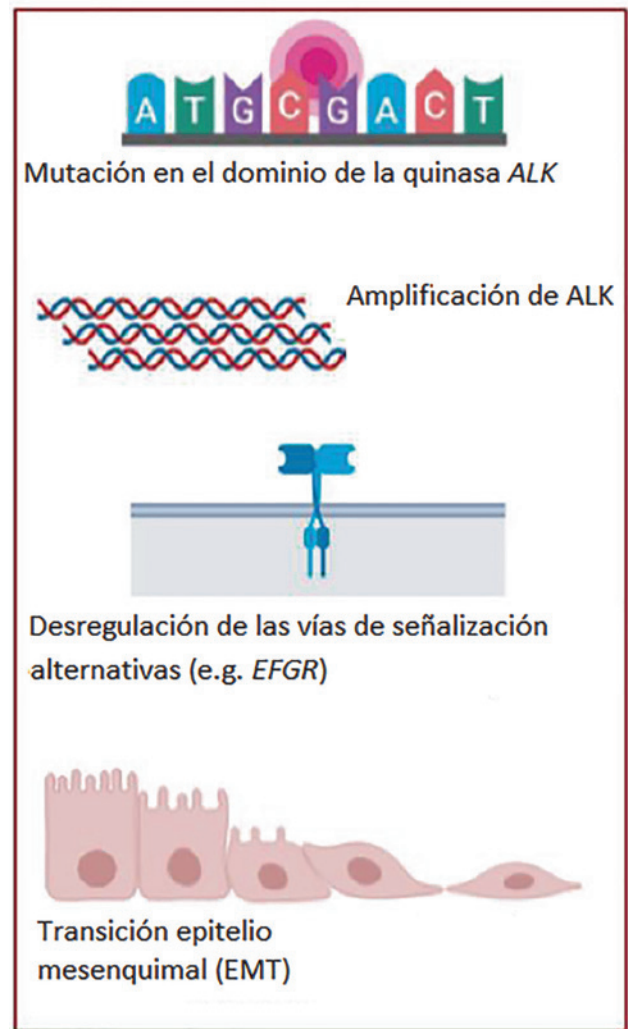 A T G C G A C T
Mutación en el dominio de la quinasa ALK
Amplificación de ALK
Desregulación de las vías de señalización
alternativas (e.g. EFGR)
Transición epitelio
mesenquimal (EMT)